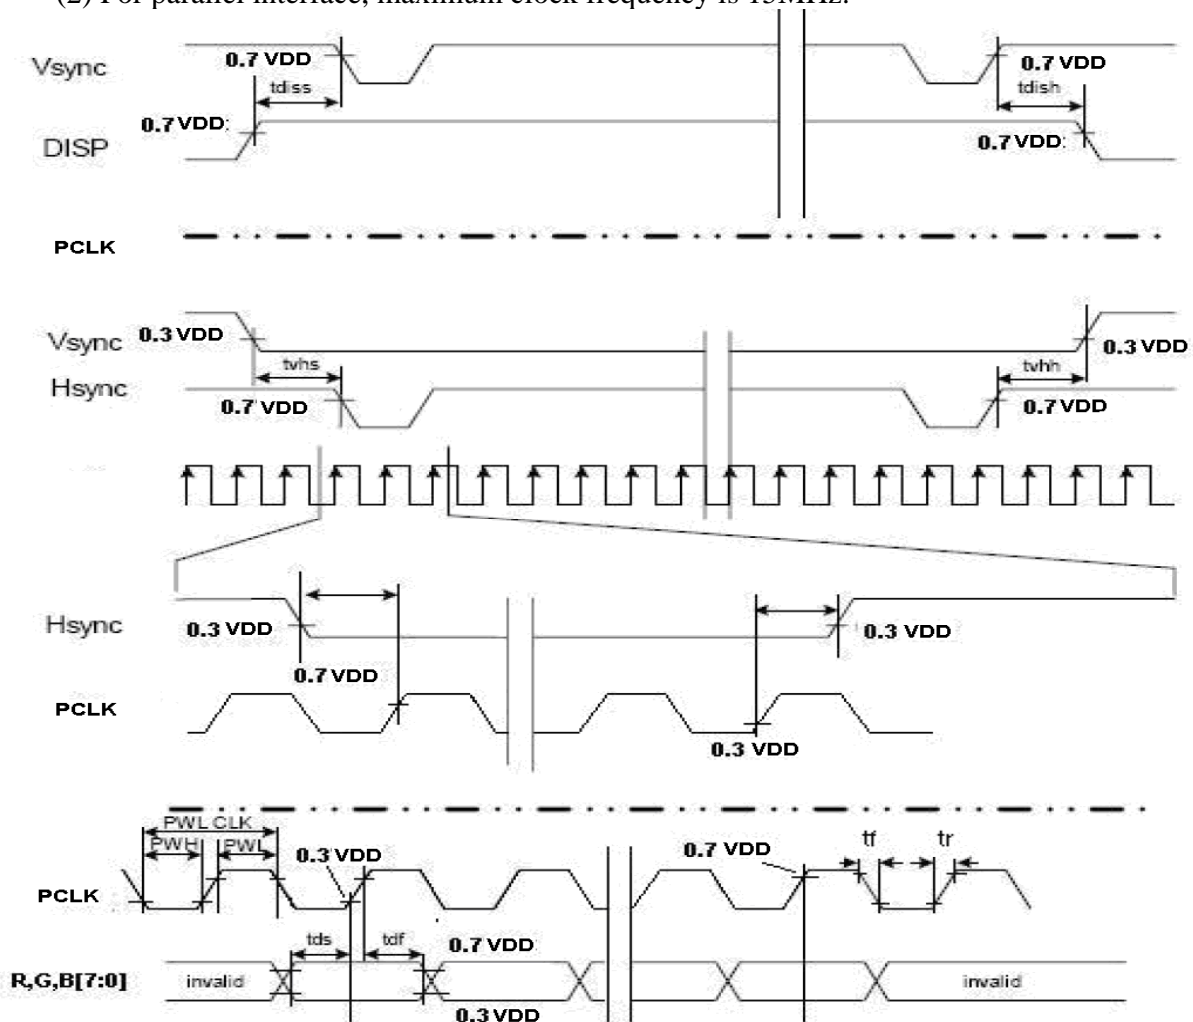 (2) For parallel interface, maximum clock frequency is
Vsync
0.7 VDD
0.7 VDD
tdiss
tdish
0.7 VDD:
DISP
0.7 VDD:
PCLK
Vsync
0.3 VDD
0.3 VDD
tvhs
tvhh
Hsync
0.7 VDD
0.7 VDD
Hsync
0.3 VDD
0.3 VDD
0.7 VDD
PCLK
0.3 VDD
PWL CLK
PWH
PWL
0.3 VDD
0.7 VDD
tf
tr
PCLK
tds
tdf
0.7 VDD
R,G,B[7:0]
invalid
invalid
0.3 VDD